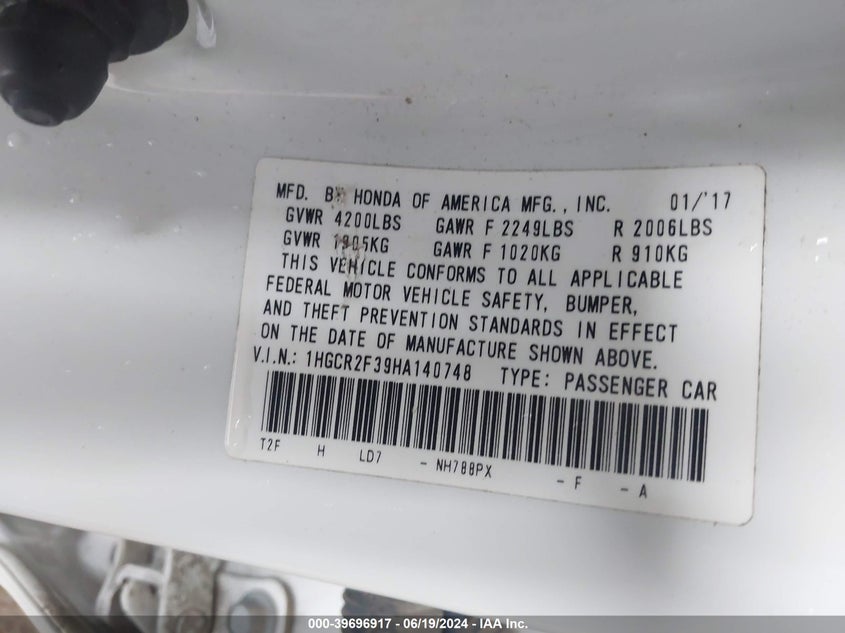 MFD. BY HONDA OF AMERICA MFG., INC. 01/'17
GVWR 4200LBS GAWR F 2249LBS R 2006LBS
GVWR 1905KG GAWR F 1020KG R 910KG
THIS VEHICLE CONFORMS TO ALL APPLICABLE
FEDERAL MOTOR VEHICLE SAFETY, BUMPER,
AND THEFT PREVENTION STANDARDS IN EFFECT
ON THE DATE OF MANUFACTURE SHOWN ABOVE.
V.I.N.: 1HGCR2F39HA140748 TYPE: PASSENGER CAR
T2F H LD7 - NH788PX - F - A
000-39696917 - 06/19/2024 - IAA Inc.